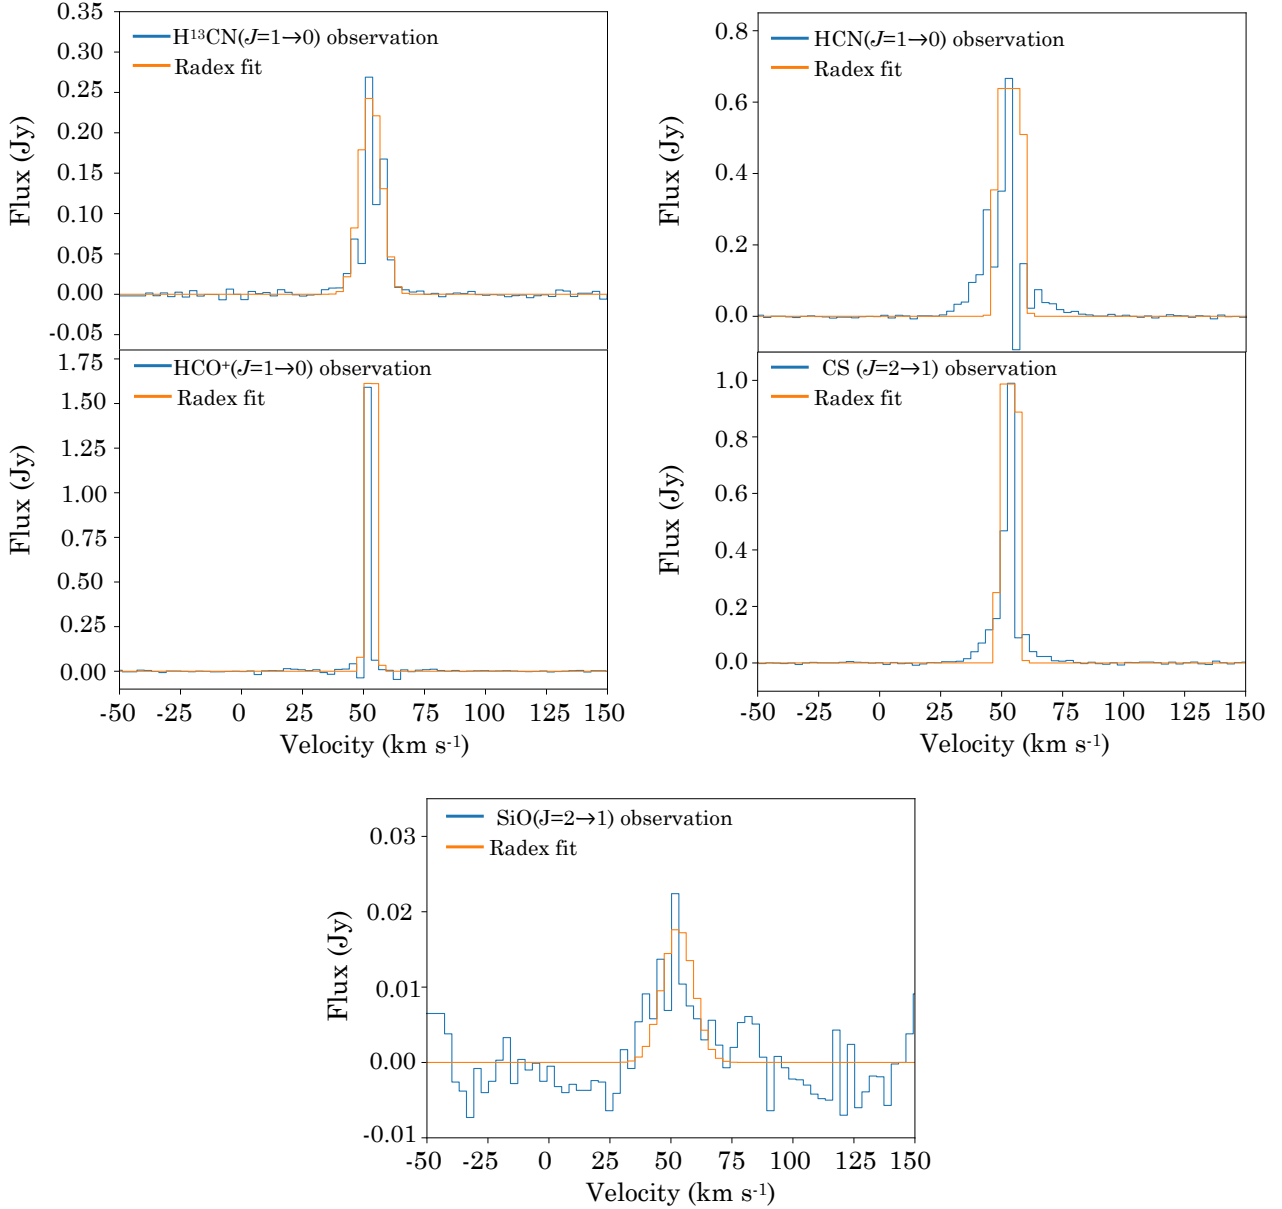 H¹³CN(J=1→0) observation
Radex fit
0.35
0.30
0.25
0.20
0.15
0.10
0.05
0.00
-0.05
Flux (Jy)
HCN(J=1→0) observation
Radex fit
0.8
0.6
0.4
0.2
0.0
Flux (Jy)
HCO⁺(J=1→0) observation
Radex fit
1.75
1.50
1.25
1.00
0.75
0.50
0.25
0.00
Flux (Jy)
-50 -25 0 25 50 75 100 125 150
Velocity (km s⁻¹)
CS (J=2→1) observation
Radex fit
1.0
0.8
0.6
0.4
0.2
0.0
Flux (Jy)
-50 -25 0 25 50 75 100 125 150
Velocity (km s⁻¹)
SiO(J=2→1) observation
Radex fit
0.03
0.02
0.01
0.00
-0.01
Flux (Jy)
-50 -25 0 25 50 75 100 125 150
Velocity (km s⁻¹)